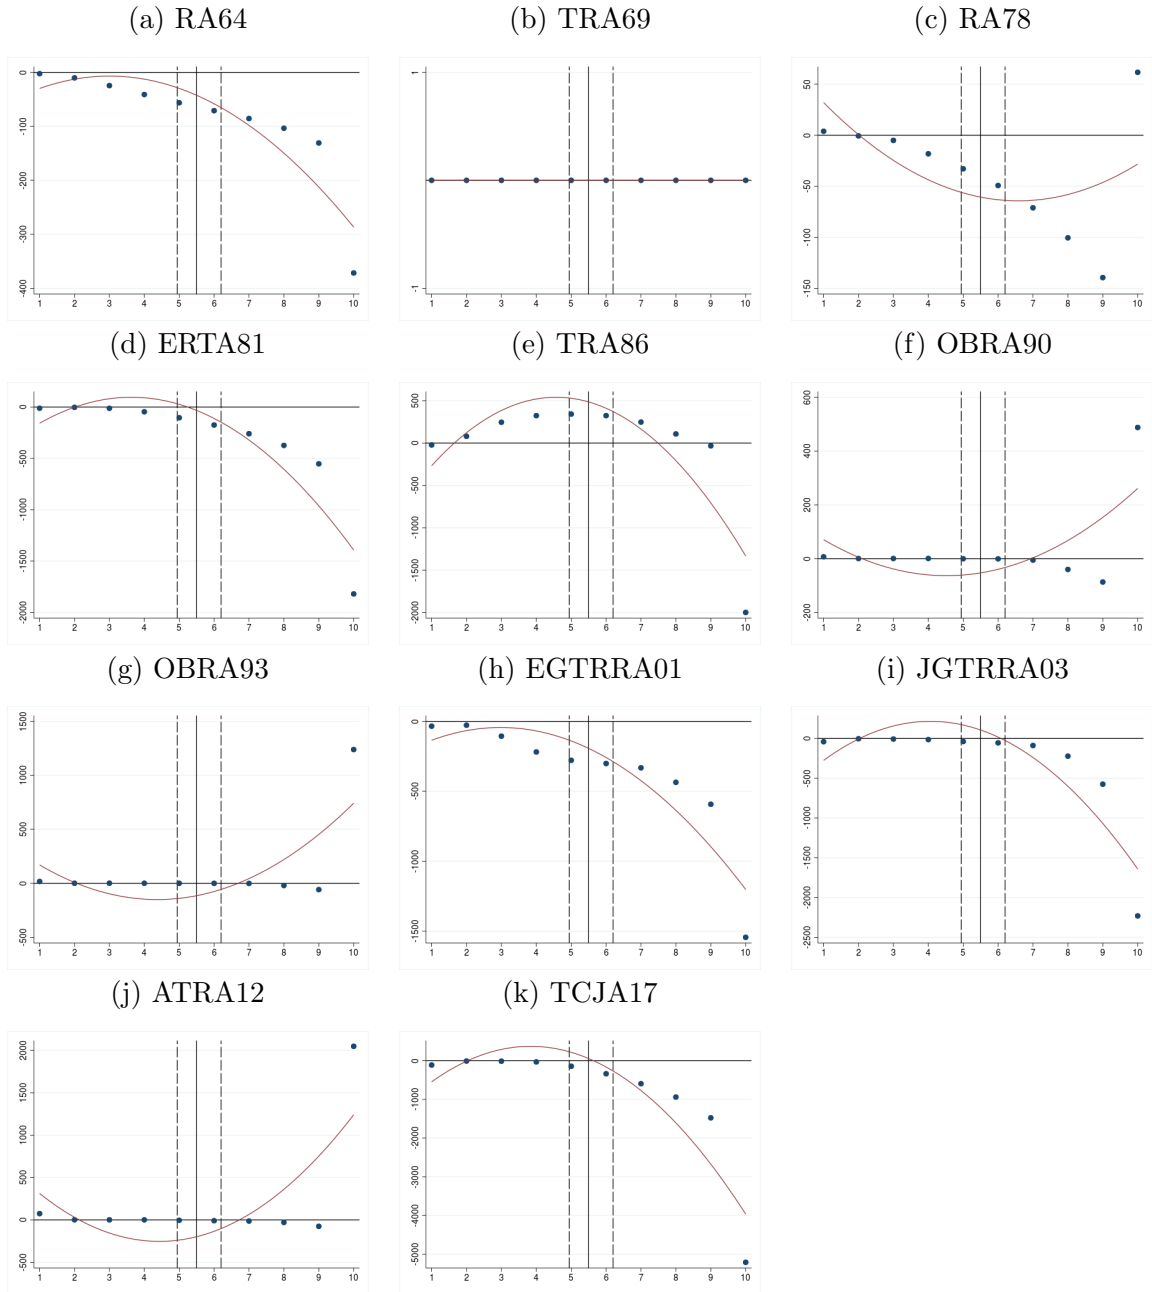 (a) RA64
(b) TRA69
(c) RA78
0
-100
-200
-300
-400
1 2 3 4 5 6 7 8 9 10
1
-1
1 2 3 4 5 6 7 8 9 10
50
0
-50
-100
-150
1 2 3 4 5 6 7 8 9 10
(d) ERTA81
(e) TRA86
(f) OBRA90
0
-500
-1000
-1500
-2000
1 2 3 4 5 6 7 8 9 10
500
0
-500
-1000
-1500
-2000
1 2 3 4 5 6 7 8 9 10
600
400
200
0
200
1 2 3 4 5 6 7 8 9 10
(g) OBRA93
(h) EGTRRA01
(i) JGTRRA03
1500
1000
500
0
-500
1 2 3 4 5 6 7 8 9 10
0
-500
-1000
1500
1 2 3 4 5 6 7 8 9 10
0
-500
-1000
-1500
-2000
-2500
1 2 3 4 5 6 7 8 9 10
(j) ATRA12
(k) TCJA17
2000
1500
1000
500
0
-500
1 2 3 4 5 6 7 8 9 10
0
-1000
-2000
-3000
-4000
-5000
1 2 3 4 5 6 7 8 9 10